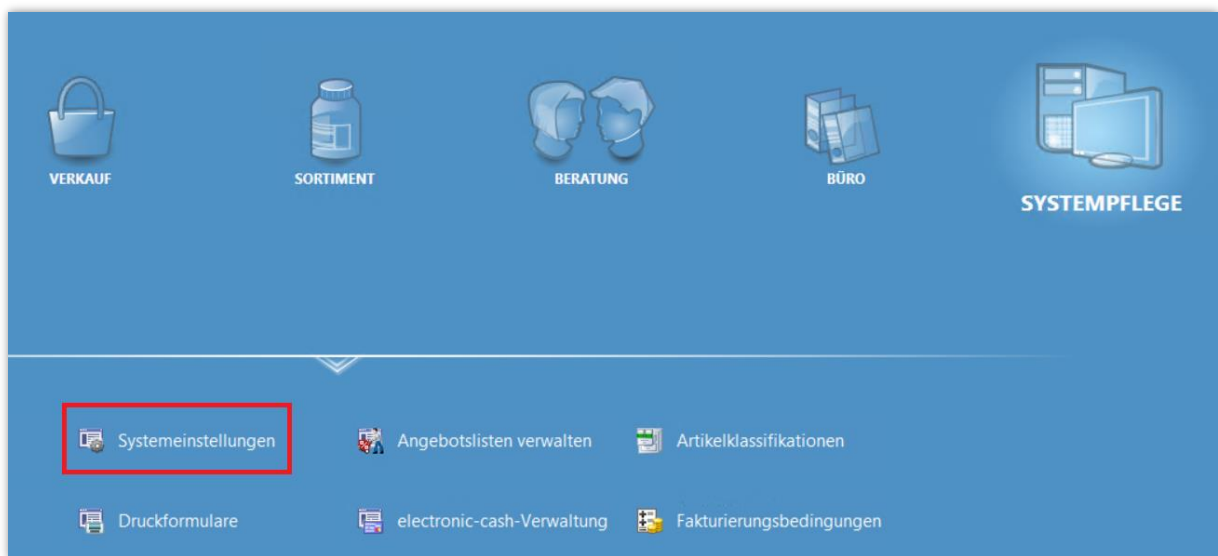 VERKAUF SORTIMENT BERATUNG BÜRO
SYSTEMPFLEGE
Systemeinstellungen Angebotslisten verwalten Artikelklassifikationen
Druckformulare electronic-cash-Verwaltung Fakturierungsbedingungen